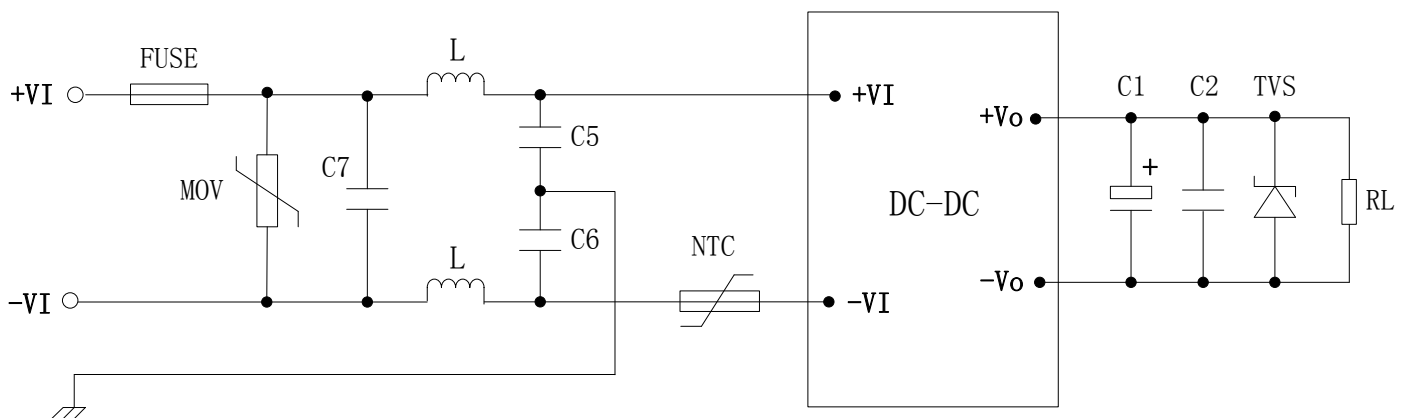 FUSE
L
+VI
+VI
C1
C2
TVS
+Vo
C5
C7
MOV
+
DC-DC
RL
C6
NTC
L
-Vo
-VI
-VI